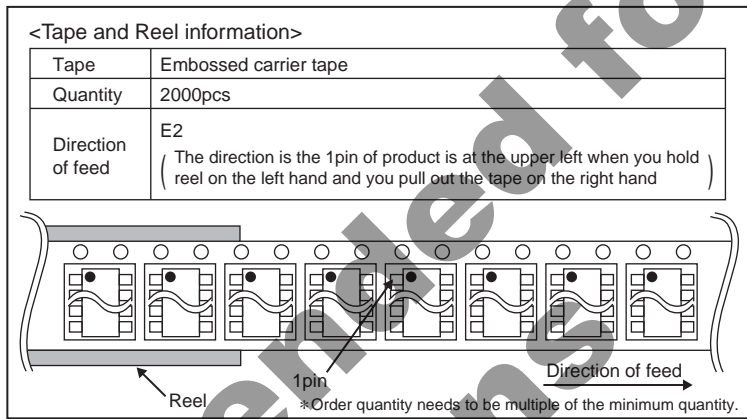 <Tape and Reel information>
Tape Embossed carrier tape
Quantity 2000pcs
Direction of feed E2
( The direction is the 1pin of product is at the upper left when you hold
reel on the left hand and you pull out the tape on the right hand )
Reel
1pin
Direction of feed
*Order quantity needs to be multiple of the minimum quantity.